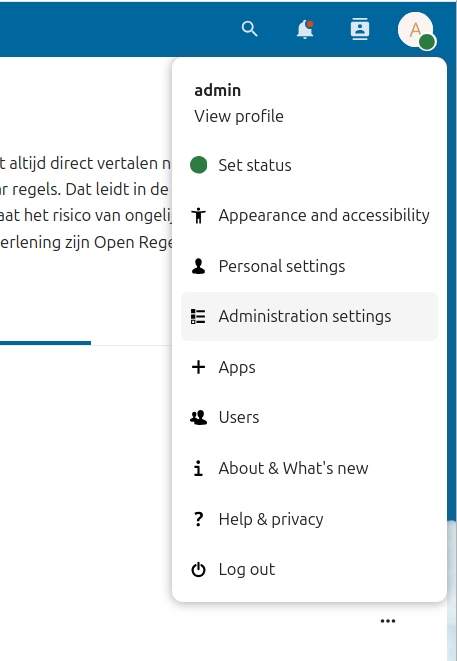 A
admin
View profile
t altijd direct vertalen n
Set status
ar regels. Dat leidt in de
aat het risico van ongelij
Appearance and accessibility
erlening zijn Open Rege
Personal settings
Administration settings
Apps
Users
About & What's new
Help & privacy
Log out